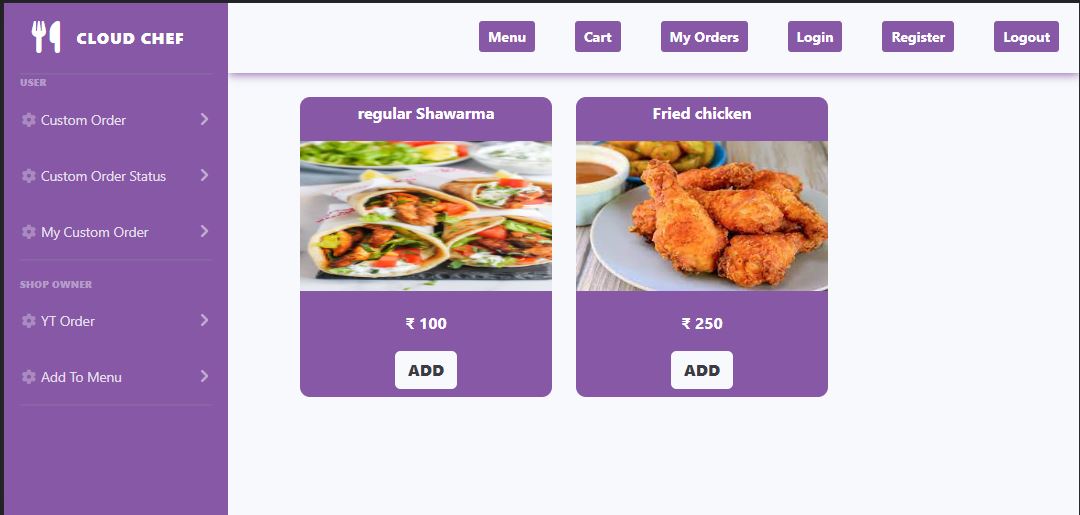 CLOUD CHEF
Menu
Cart
My Orders
Login
Register
Logout
USER
Custom Order
Custom Order Status
My Custom Order
SHOP OWNER
YT Order
Add To Menu
regular Shawarma
₹ 100
ADD
Fried chicken
₹ 250
ADD